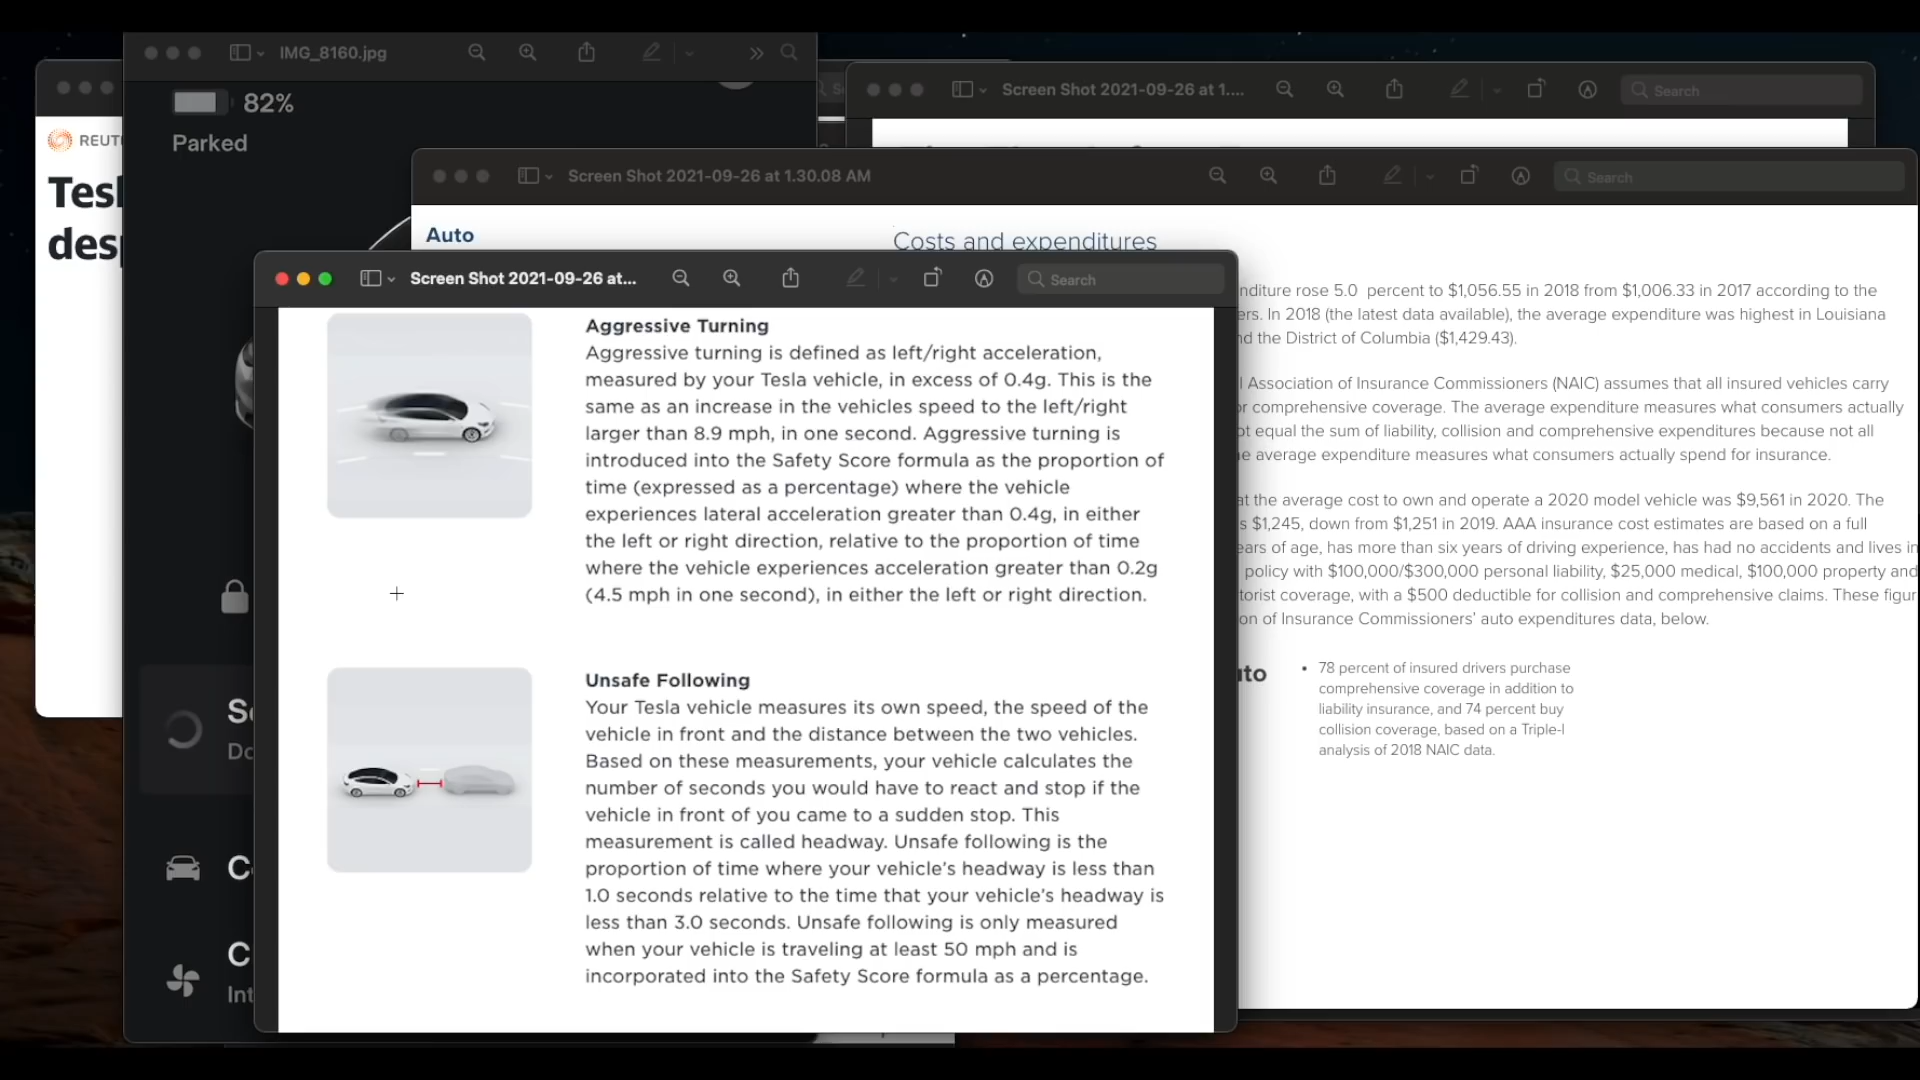 IMG_8160.jpg
82%
Parked
REUT
Tesl
desp
Screen Shot 2021-09-26 at 1....
Search
Screen Shot 2021-09-26 at 1.30.08 AM
Search
Auto
Costs and expenditures
Screen Shot 2021-09-26 at...
Search
Aggressive Turning
Aggressive turning is defined as left/right acceleration,
measured by your Tesla vehicle, in excess of 0.4g. This is the
same as an increase in the vehicles speed to the left/right
larger than 8.9 mph, in one second. Aggressive turning is
introduced into the Safety Score formula as the proportion of
time (expressed as a percentage) where the vehicle
experiences lateral acceleration greater than 0.4g, in either
the left or right direction, relative to the proportion of time
where the vehicle experiences acceleration greater than 0.2g
(4.5 mph in one second), in either the left or right direction.
Unsafe Following
Your Tesla vehicle measures its own speed, the speed of the
vehicle in front and the distance between the two vehicles.
Based on these measurements, your vehicle calculates the
number of seconds you would have to react and stop if the
vehicle in front of you came to a sudden stop. This
measurement is called headway. Unsafe following is the
proportion of time where your vehicle's headway is less than
1.0 seconds relative to the time that your vehicle's headway is
less than 3.0 seconds. Unsafe following is only measured
when your vehicle is traveling at least 50 mph and is
incorporated into the Safety Score formula as a percentage.
nditure rose 5.0 percent to $1,056.55 in 2018 from $1,006.33 in 2017 according to the
ers. In 2018 (the latest data available), the average expenditure was highest in Louisiana
nd the District of Columbia ($1,429.43).
l Association of Insurance Commissioners (NAIC) assumes that all insured vehicles carry
or comprehensive coverage. The average expenditure measures what consumers actually
ot equal the sum of liability, collision and comprehensive expenditures because not all
e average expenditure measures what consumers actually spend for insurance.
at the average cost to own and operate a 2020 model vehicle was $9,561 in 2020. The
s $1,245, down from $1,251 in 2019. AAA insurance cost estimates are based on a full
ears of age, has more than six years of driving experience, has had no accidents and lives in
policy with $100,000/$300,000 personal liability, $25,000 medical, $100,000 property and
torist coverage, with a $500 deductible for collision and comprehensive claims. These figur
on of Insurance Commissioners' auto expenditures data, below.
uto
• 78 percent of insured drivers purchase
comprehensive coverage in addition to
liability insurance, and 74 percent buy
collision coverage, based on a Triple-I
analysis of 2018 NAIC data.
Se
Do
Co
C
Int